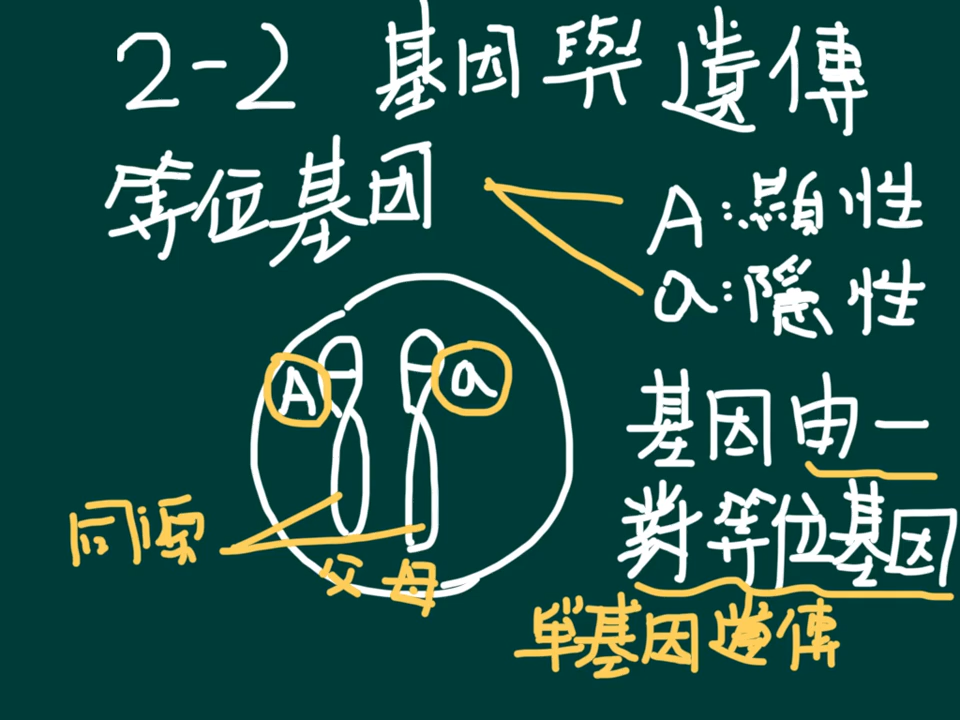 2-2 基因與遺傳
等位基因
A:顯性
a:隱性
A
a
基因由一
對等位基因
同源
父母
單基因遺傳